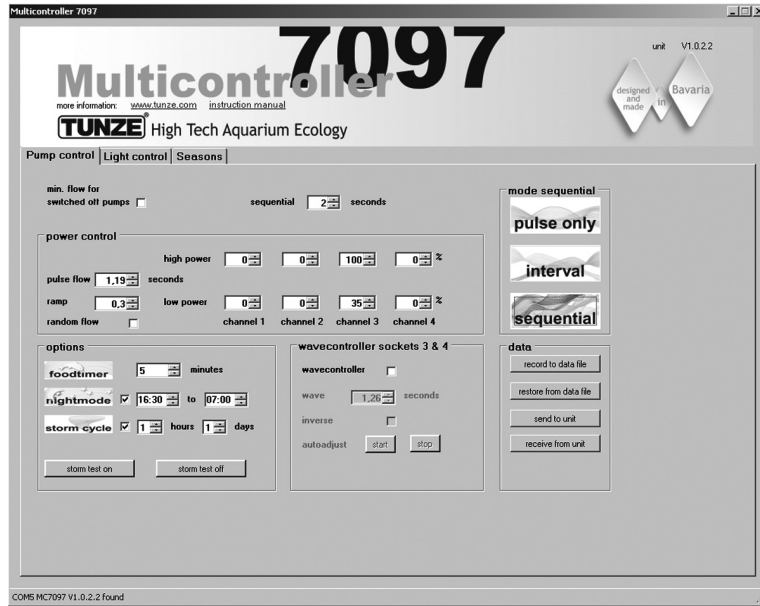 Multicontroller 7097
7097
Multicontroller
unit V1.0.2.2
designed and made
in
Bavaria
more information: www.tunze.com instruction manual
TUNZE® High Tech Aquarium Ecology
Pump control Light control Seasons
min. flow for
switched off pumps
sequential 2 seconds
mode sequential
pulse only
interval
sequential
power control
high power 0 0 100 0 %
pulse flow 1,19 seconds
ramp 0,3 low power 0 0 35 0 %
random flow channel 1 channel 2 channel 3 channel 4
options
foodtimer 5 minutes
nightmode 16:30 to 07:00
storm cycle 1 hours 1 days
storm test on storm test off
wavecontroller sockets 3 & 4
wavecontroller
wave 1,26 seconds
inverse
autoadjust start stop
data
record to data file
restore from data file
send to unit
receive from unit
COM5 MC7097 V1.0.2.2 found